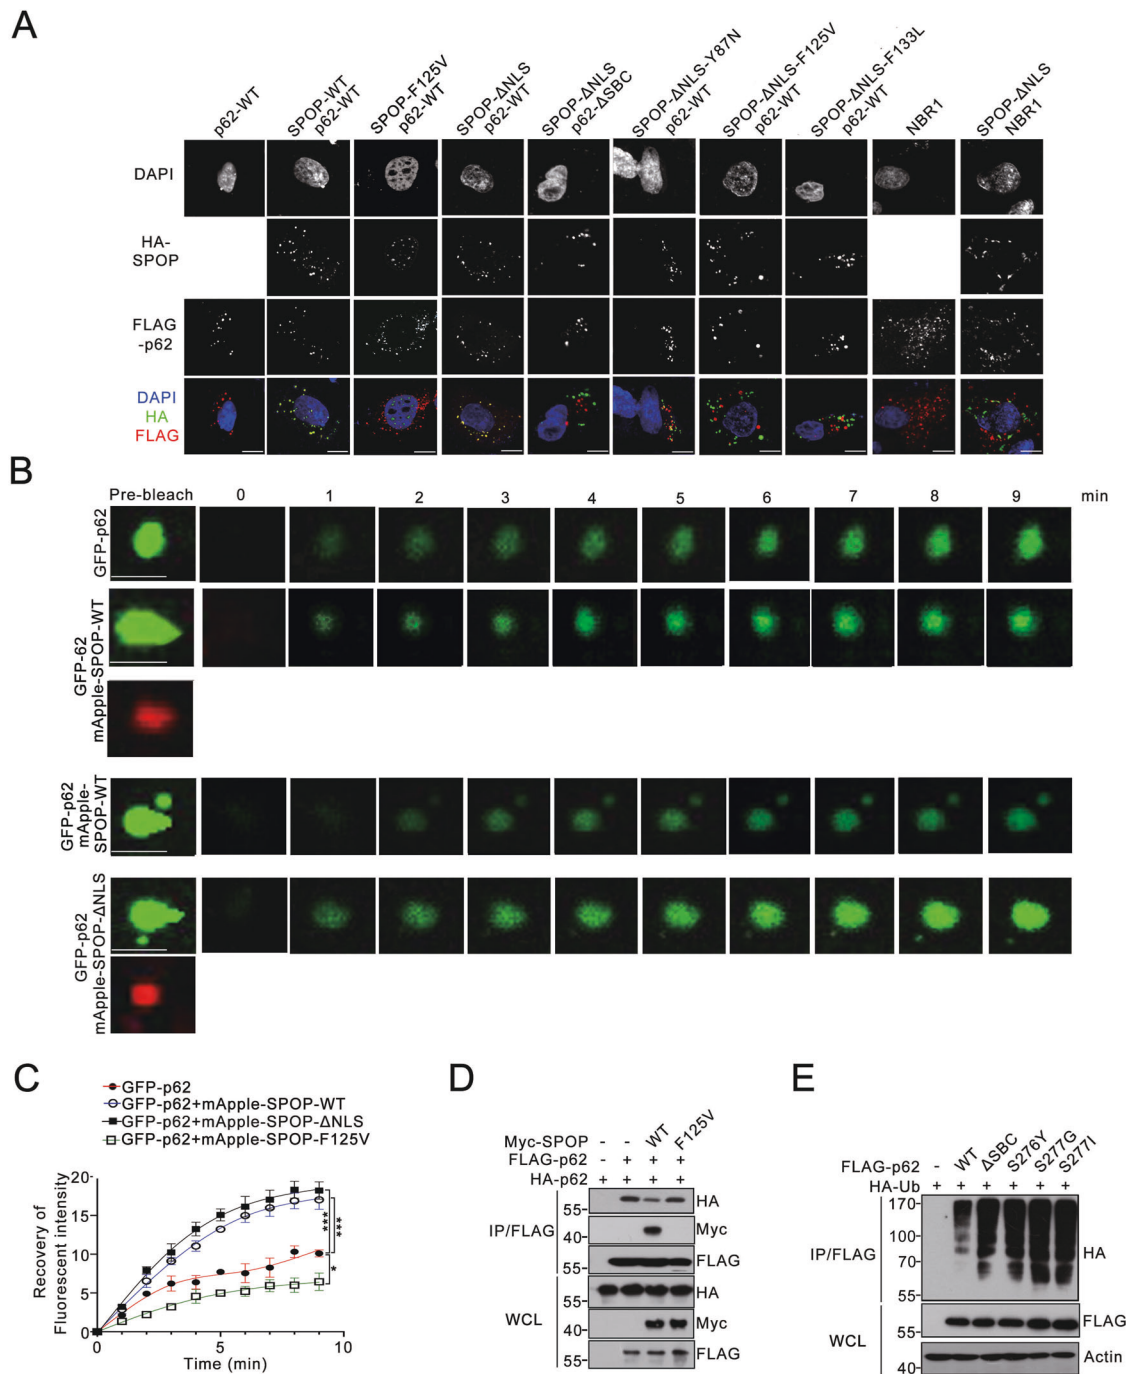 A
p62-WT
SPOP-WT
p62-WT
SPOP-F125V
p62-WT
SPOP-ΔNLS
p62-WT
SPOP-ΔNLS
p62-ΔSBC
SPOP-ΔNLS-Y87N
p62-WT
SPOP-ΔNLS-F125V
p62-WT
SPOP-ΔNLS-F133L
p62-WT
NBR1
SPOP-ΔNLS
NBR1
DAPI
HA-
SPOP
FLAG
-p62
DAPI
HA
FLAG
B
Pre-bleach 0 1 2 3 4 5 6 7 8 9 min
GFP-p62
GFP-62
mApple-SPOP-WT
GFP-p62
mApple-
SPOP-WT
GFP-p62
mApple-SPOP-ΔNLS
C
GFP-p62
GFP-p62+mApple-SPOP-WT
GFP-p62+mApple-SPOP-ΔNLS
GFP-p62+mApple-SPOP-F125V
Recovery of
Fluorescent intensity
20
15
10
5
0
0 5 10
Time (min)
***
***
*
D
Myc-SPOP - - WT F125V
FLAG-p62 - + + +
HA-p62 + + + +
IP/FLAG
55- HA
40- Myc
55- FLAG
WCL
55- HA
40- Myc
55- FLAG
E
FLAG-p62 - WT ΔSBC S276Y S277G S277I
HA-Ub + + + + + +
IP/FLAG
170
100-
70-
55-
HA
WCL
55- FLAG
40- Actin